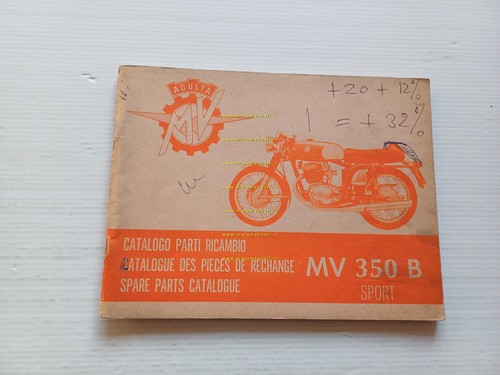 AGUSTA
MV
+20 + 12%
1 = + 32%
CATALOGO PARTI RICAMBIO
CATALOGUE DES PIECES DE RECHANGE
SPARE PARTS CATALOGUE
MV 350 B
SPORT